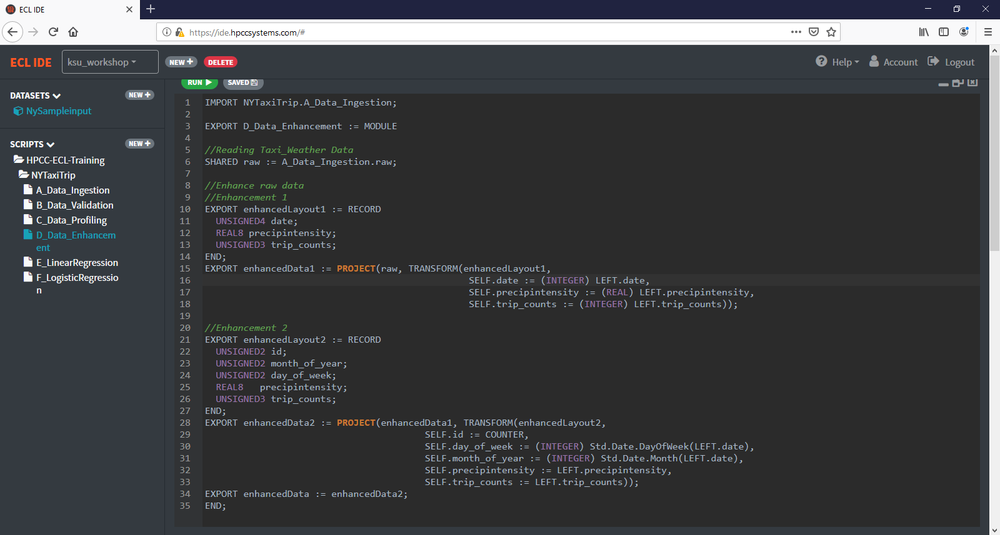 ECL IDE
https://ide.hpccsystems.com/#
ECL IDE
ksu_workshop
NEW +
DELETE
Help
Account
Logout
DATASETS
NEW +
NySampleinput
SCRIPTS
NEW +
HPCC-ECL-Training
NYTaxiTrip
A_Data_Ingestion
B_Data_Validation
C_Data_Profiling
D_Data_Enhancem
ent
E_LinearRegression
F_LogisticRegressio
n
RUN
SAVED
1 IMPORT NYTaxiTrip.A_Data_Ingestion;
2
3 EXPORT D_Data_Enhancement := MODULE
4
5 //Reading Taxi_Weather Data
6 SHARED raw := A_Data_Ingestion.raw;
7
8 //Enhance raw data
9 //Enhancement 1
10 EXPORT enhancedLayout1 := RECORD
11 UNSIGNED4 date;
12 REAL8 precipintensity;
13 UNSIGNED3 trip_counts;
14 END;
15 EXPORT enhancedData1 := PROJECT(raw, TRANSFORM(enhancedLayout1,
16 SELF.date := (INTEGER) LEFT.date,
17 SELF.precipintensity := (REAL) LEFT.precipintensity,
18 SELF.trip_counts := (INTEGER) LEFT.trip_counts));
19
20 //Enhancement 2
21 EXPORT enhancedLayout2 := RECORD
22 UNSIGNED2 id;
23 UNSIGNED2 month_of_year;
24 UNSIGNED2 day_of_week;
25 REAL8 precipintensity;
26 UNSIGNED3 trip_counts;
27 END;
28 EXPORT enhancedData2 := PROJECT(enhancedData1, TRANSFORM(enhancedLayout2,
29 SELF.id := COUNTER,
30 SELF.day_of_week := (INTEGER) Std.Date.DayOfWeek(LEFT.date),
31 SELF.month_of_year := (INTEGER) Std.Date.Month(LEFT.date),
32 SELF.precipintensity := LEFT.precipintensity,
33 SELF.trip_counts := LEFT.trip_counts));
34 EXPORT enhancedData := enhancedData2;
35 END;